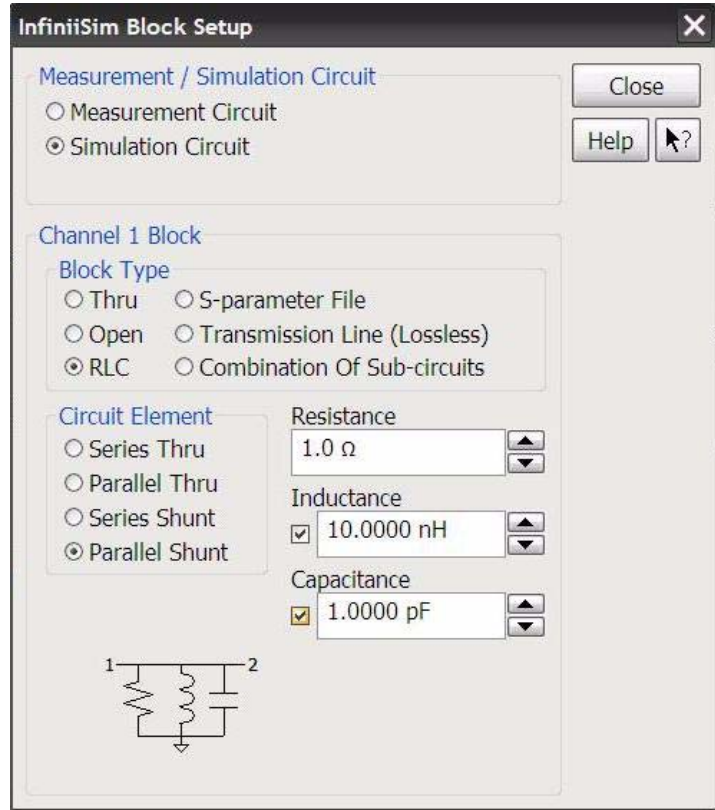 InfiniiSim Block Setup
Measurement / Simulation Circuit
Measurement Circuit
Simulation Circuit
Close
Help
?
Channel 1 Block
Block Type
Thru
S-parameter File
Open
Transmission Line (Lossless)
RLC
Combination Of Sub-circuits
Circuit Element
Series Thru
Parallel Thru
Series Shunt
Parallel Shunt
Resistance
1.0 Ω
Inductance
10.0000 nH
Capacitance
1.0000 pF
1
2